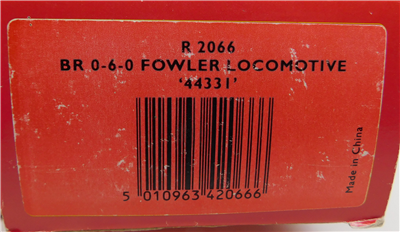 R 2066
BR 0-6-0 FOWLER LOCOMOTIVE
'44331'
5 010963 420666
Made in China